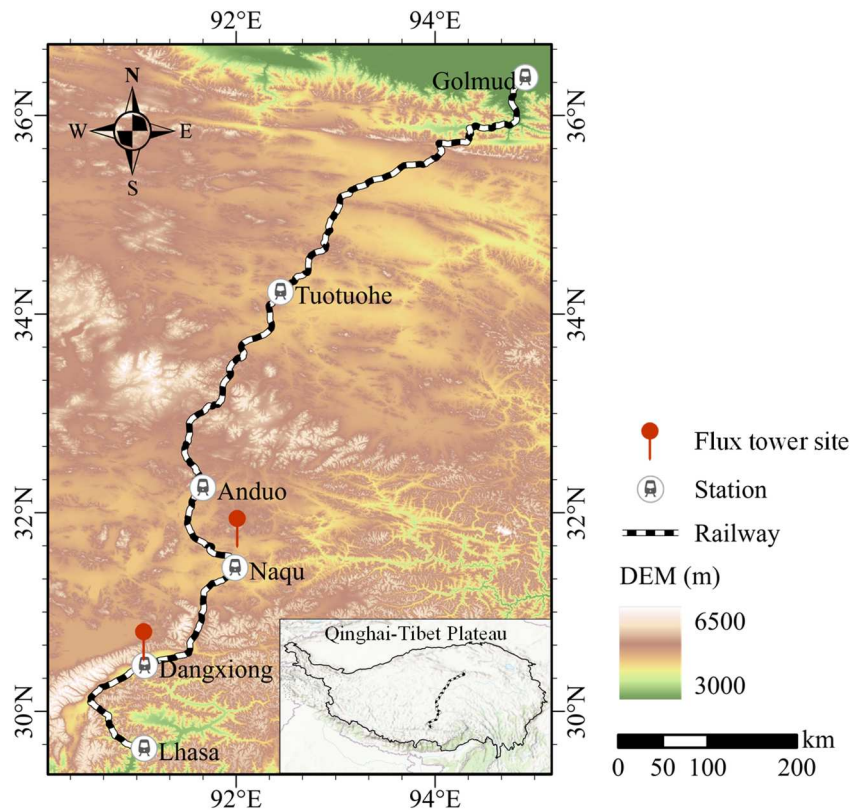 92°E 94°E
N
W E
S
36°N 36°N
34°N 34°N
32°N 32°N
30°N 30°N
Golmud
Tuotuohe
Anduo
Naqu
Dangxiong
Lhasa
Qinghai-Tibet Plateau
92°E 94°E
Flux tower site
Station
Railway
DEM (m)
6500
3000
km
0 50 100 200